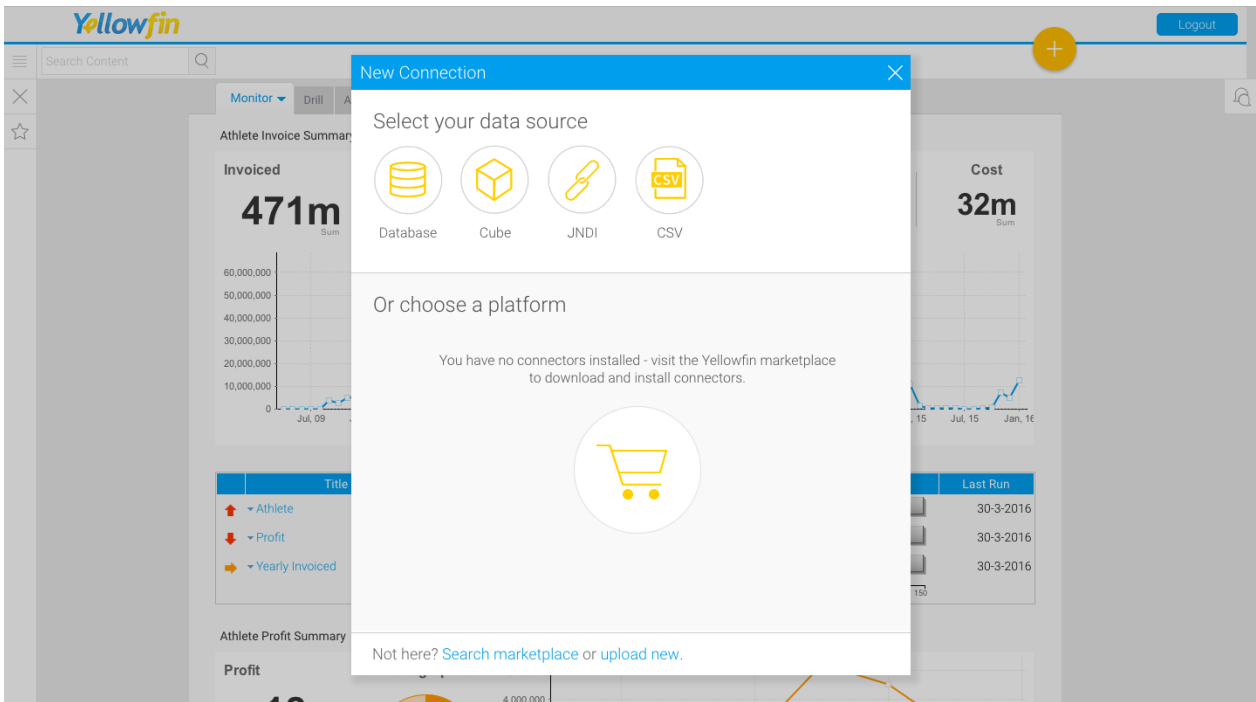 Yellowfin
Logout
+
Search Content
New Connection
Monitor
Drill
A
Select your data source
Athlete Invoice Summary
Invoiced
Cost
471m
Sum
32m
Sum
CSV
Database
Cube
JNDI
CSV
60,000,000
50,000,000
40,000,000
30,000,000
20,000,000
10,000,000
0
Jul, 09
15
Jul, 15
Jan, 16
Or choose a platform
You have no connectors installed - visit the Yellowfin marketplace
to download and install connectors.
Title
Last Run
Athlete
30-3-2016
Profit
30-3-2016
Yearly Invoiced
30-3-2016
150
Athlete Profit Summary
Not here? Search marketplace or upload new.
Profit
4,000,000